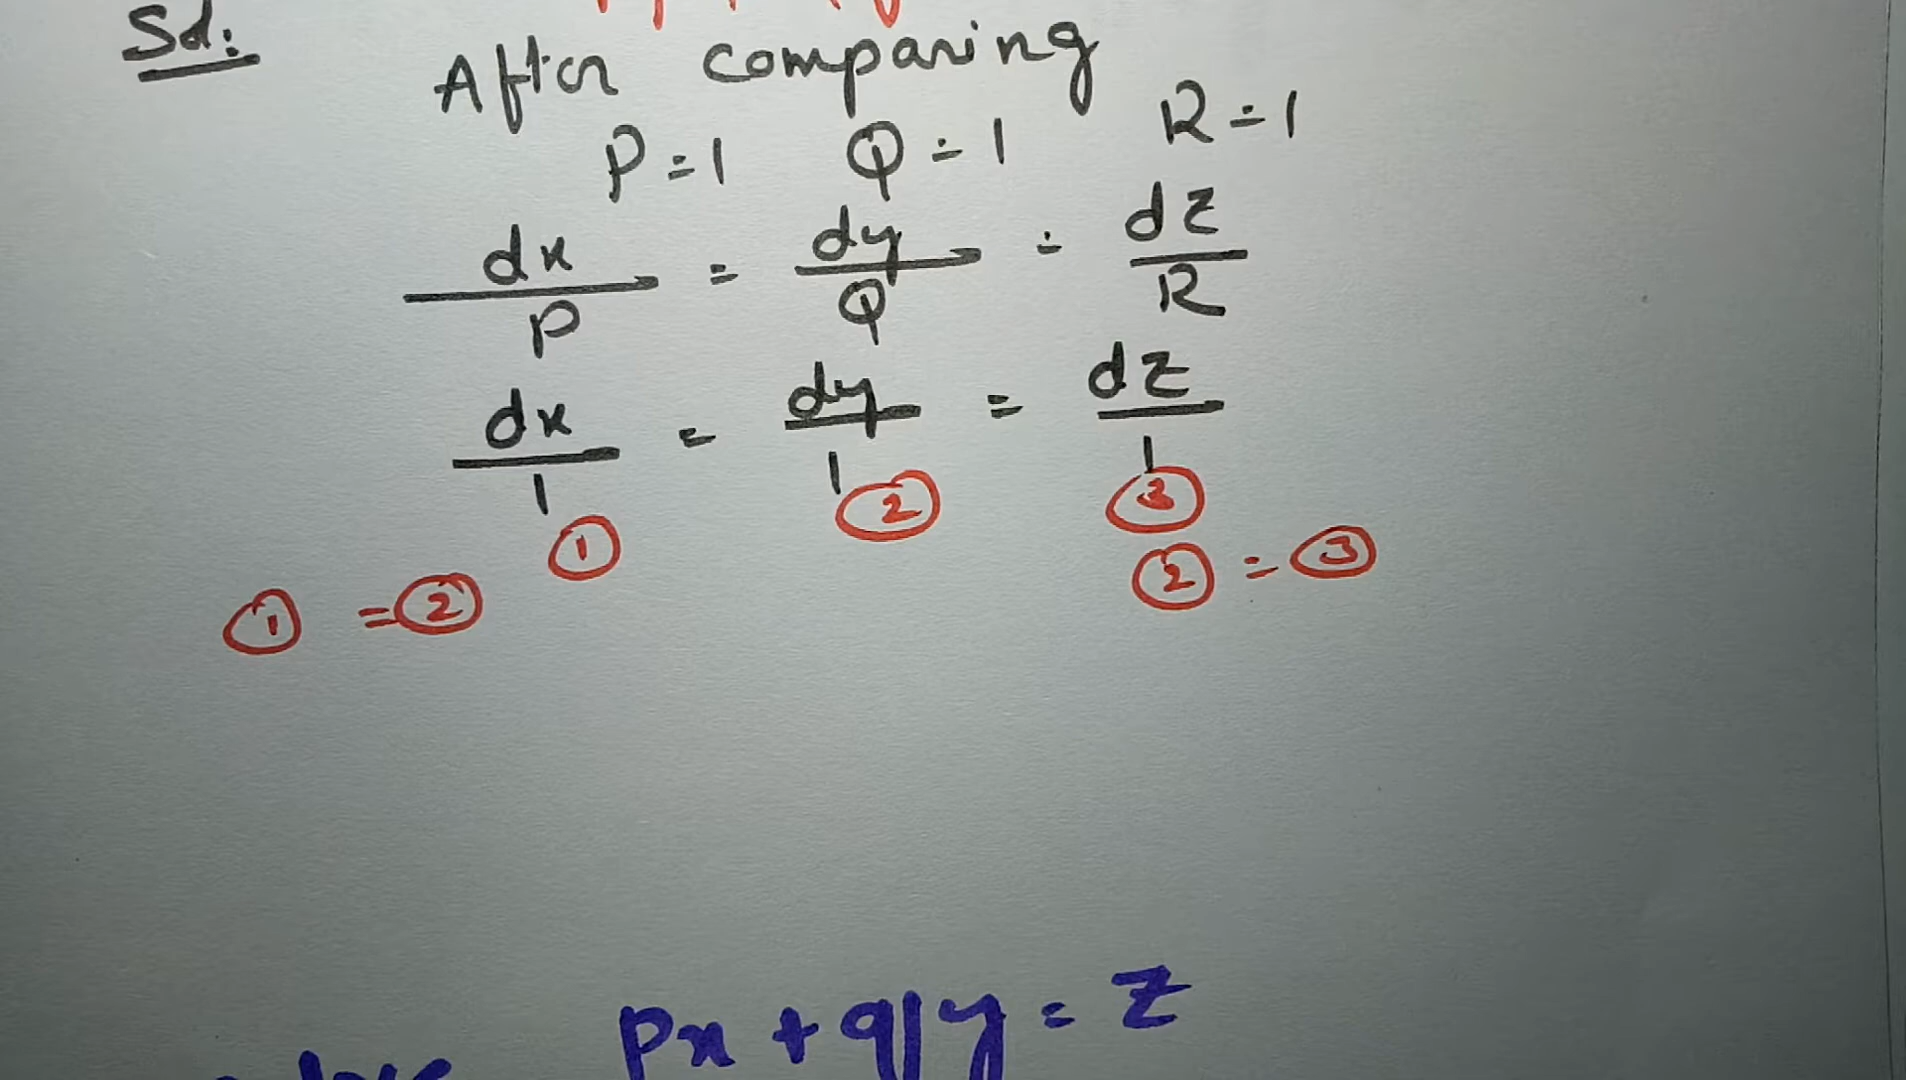 Sol:
After comparing
P=1 Q=1 R=1
dx/P = dy/Q = dz/R
dx/1 = dy/1 = dz/1
① ② ③
① = ② ② = ③
px + qy = z